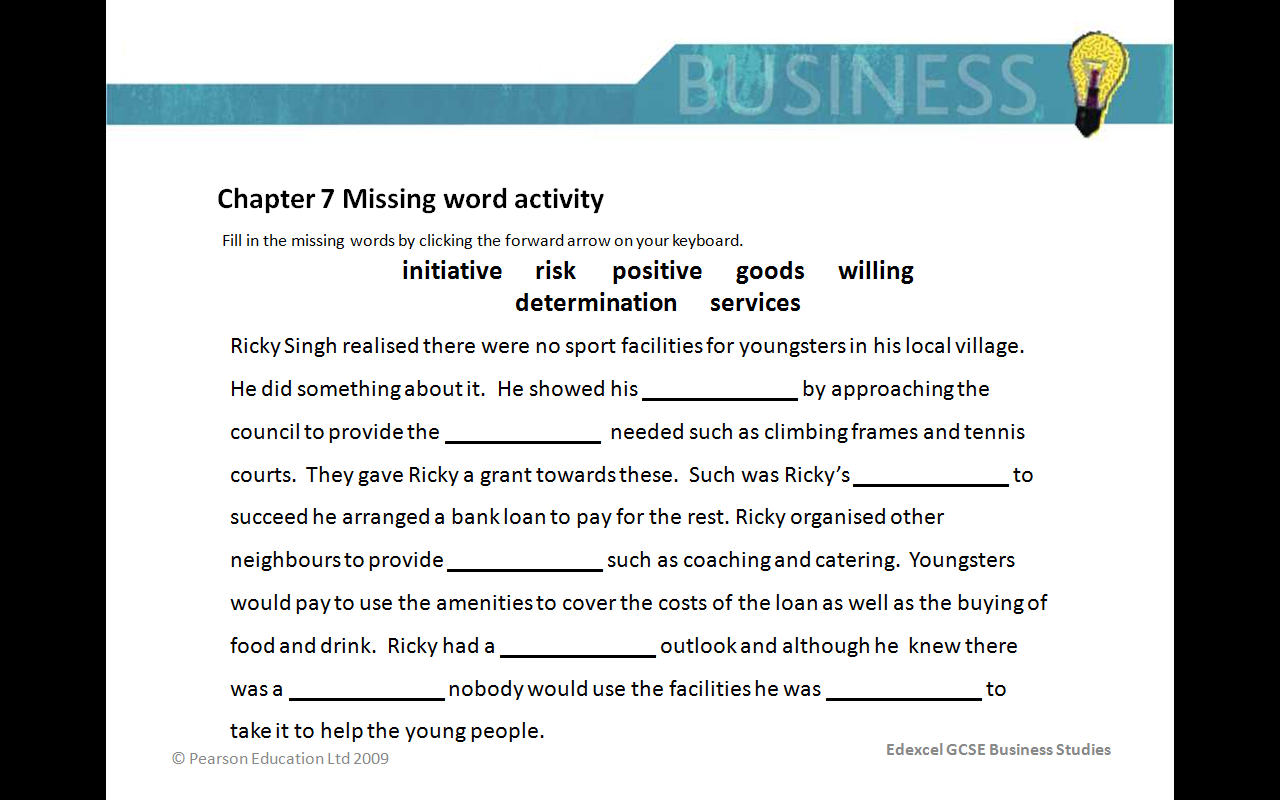 BUSINESS
Chapter 7 Missing word activity
Fill in the missing words by clicking the forward arrow on your keyboard.
initiative risk positive goods willing
determination services
Ricky Singh realised there were no sport facilities for youngsters in his local village.
He did something about it. He showed his ______________ by approaching the
council to provide the ______________ needed such as climbing frames and tennis
courts. They gave Ricky a grant towards these. Such was Ricky’s ______________ to
succeed he arranged a bank loan to pay for the rest. Ricky organised other
neighbours to provide ______________ such as coaching and catering. Youngsters
would pay to use the amenities to cover the costs of the loan as well as the buying of
food and drink. Ricky had a ______________ outlook and although he knew there
was a ______________ nobody would use the facilities he was ______________ to
take it to help the young people.
© Pearson Education Ltd 2009
Edexcel GCSE Business Studies